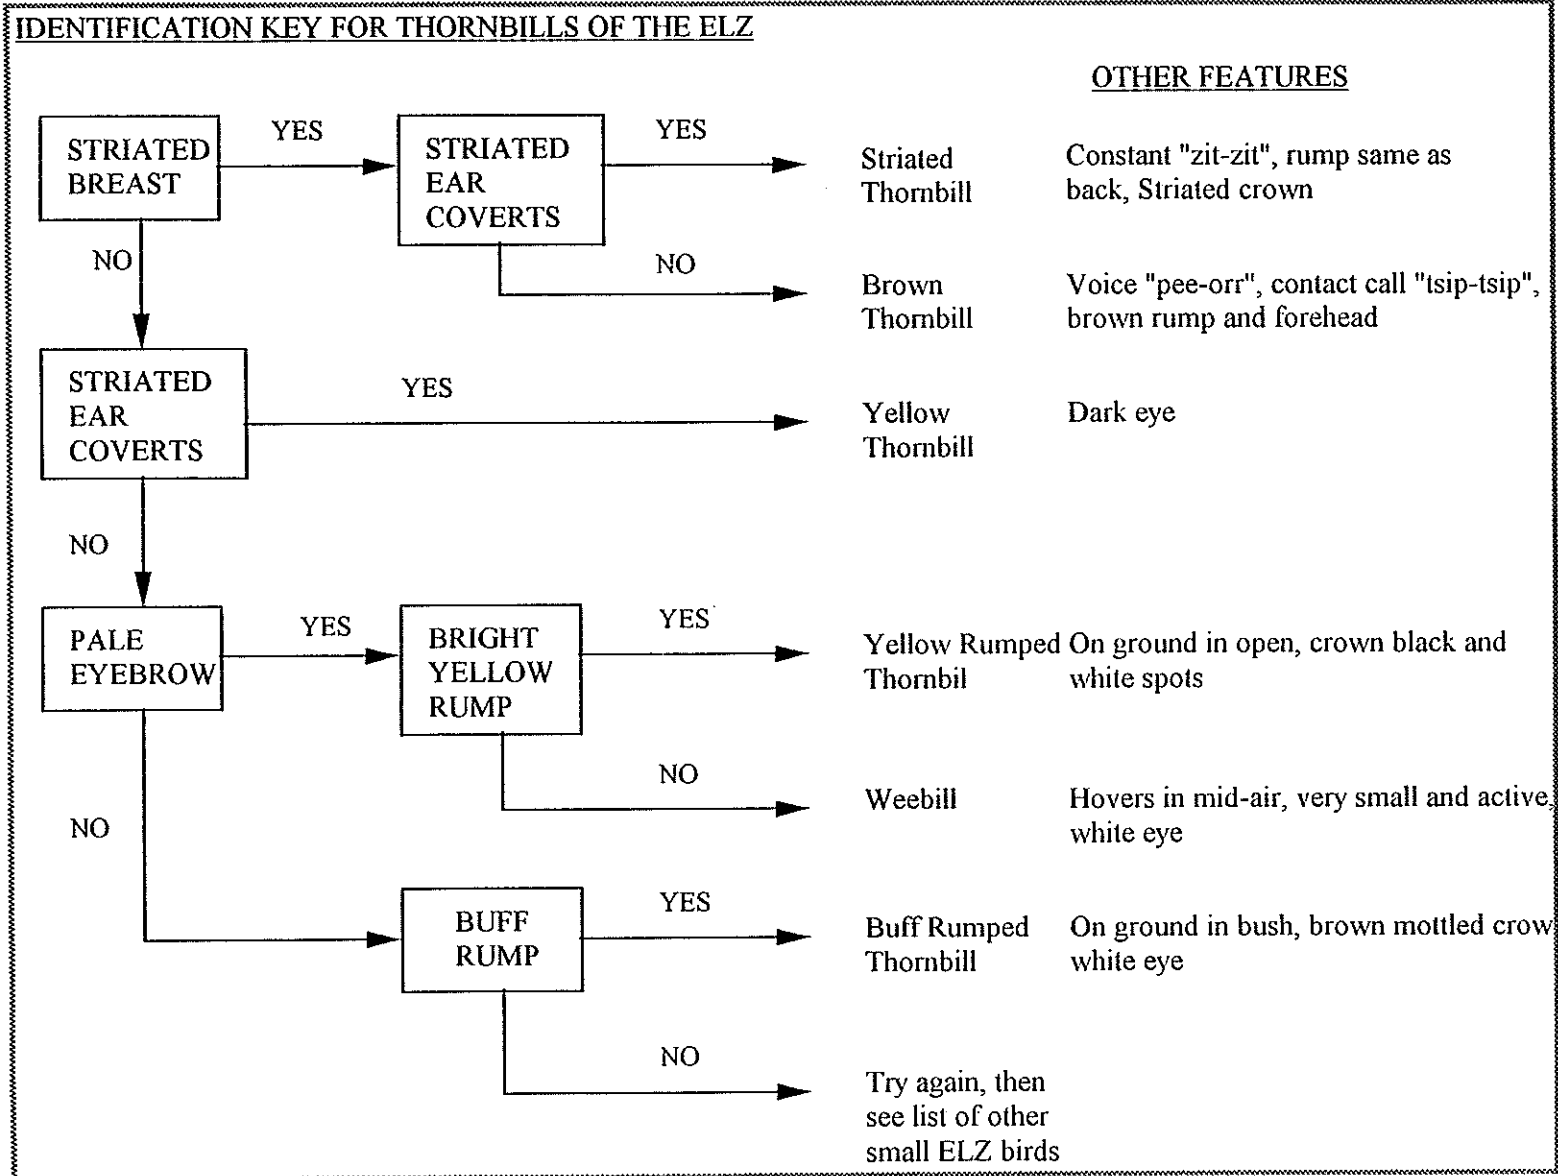 IDENTIFICATION KEY FOR THORNBILLS OF THE ELZ
OTHER FEATURES
STRIATED
BREAST
YES
STRIATED
EAR
COVERTS
YES
Striated
Thornbill
Constant "zit-zit", rump same as
back, Striated crown
NO
NO
Brown
Thornbill
Voice "pee-orr", contact call "tsip-tsip",
brown rump and forehead
STRIATED
EAR
COVERTS
YES
Yellow
Thornbill
Dark eye
NO
PALE
EYEBROW
YES
BRIGHT
YELLOW
RUMP
YES
Yellow Rumped
Thornbil
On ground in open, crown black and
white spots
NO
Weebill
Hovers in mid-air, very small and active,
white eye
NO
BUFF
RUMP
YES
Buff Rumped
Thornbill
On ground in bush, brown mottled crow
white eye
NO
Try again, then
see list of other
small ELZ birds